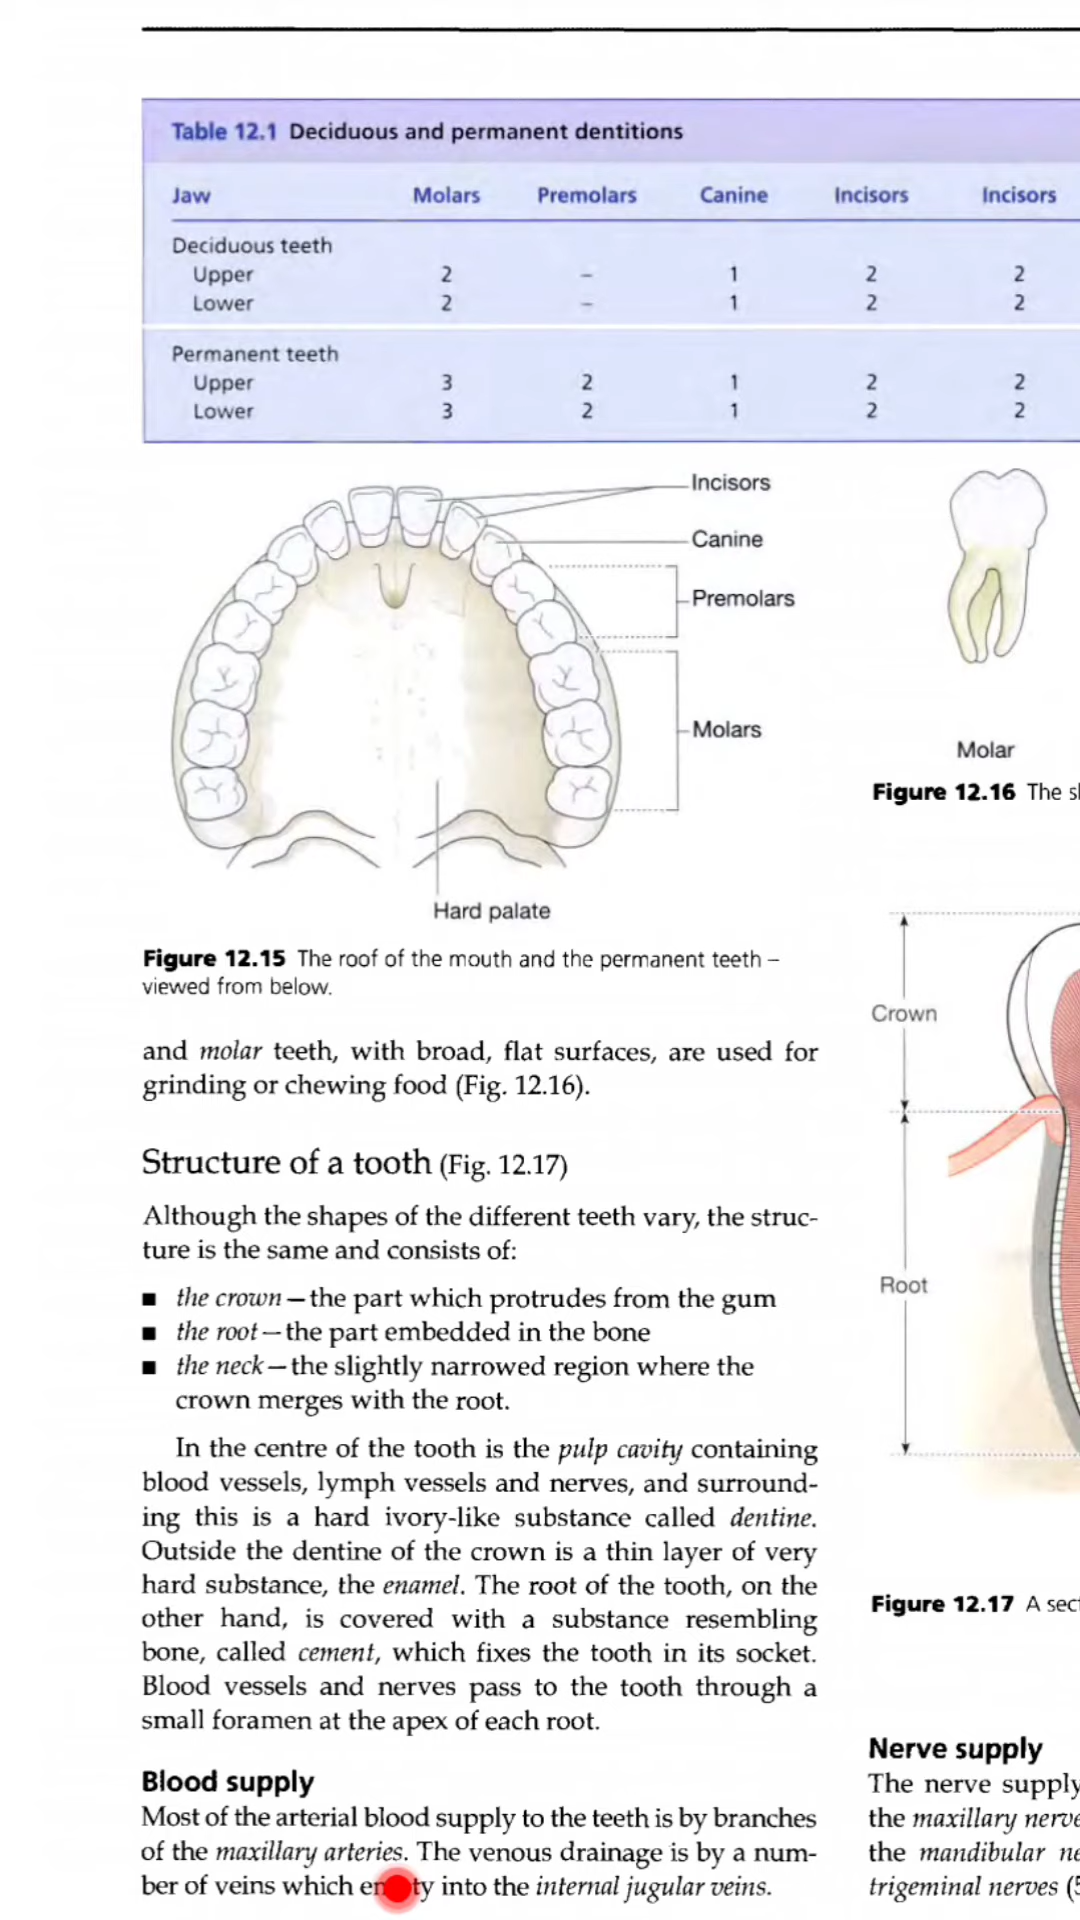 Table 12.1 Deciduous and permanent dentitions
Jaw Molars Premolars Canine Incisors Incisors
Deciduous teeth
Upper 2 – 1 2 2
Lower 2 – 1 2 2
Permanent teeth
Upper 3 2 1 2 2
Lower 3 2 1 2 2
Incisors
Canine
Premolars
Molars
Hard palate
Figure 12.15 The roof of the mouth and the permanent teeth –
viewed from below.
and molar teeth, with broad, flat surfaces, are used for
grinding or chewing food (Fig. 12.16).
Structure of a tooth (Fig. 12.17)
Although the shapes of the different teeth vary, the struc-
ture is the same and consists of:
■ the crown – the part which protrudes from the gum
■ the root – the part embedded in the bone
■ the neck – the slightly narrowed region where the
crown merges with the root.
In the centre of the tooth is the pulp cavity containing
blood vessels, lymph vessels and nerves, and surround-
ing this is a hard ivory-like substance called dentine.
Outside the dentine of the crown is a thin layer of very
hard substance, the enamel. The root of the tooth, on the
other hand, is covered with a substance resembling
bone, called cement, which fixes the tooth in its socket.
Blood vessels and nerves pass to the tooth through a
small foramen at the apex of each root.
Blood supply
Most of the arterial blood supply to the teeth is by branches
of the maxillary arteries. The venous drainage is by a num-
ber of veins which empty into the internal jugular veins.
Molar
Figure 12.16 The
Crown
Root
Figure 12.17 A
Nerve supply
The nerve supply
the maxillary
the mandibular
trigeminal nerves